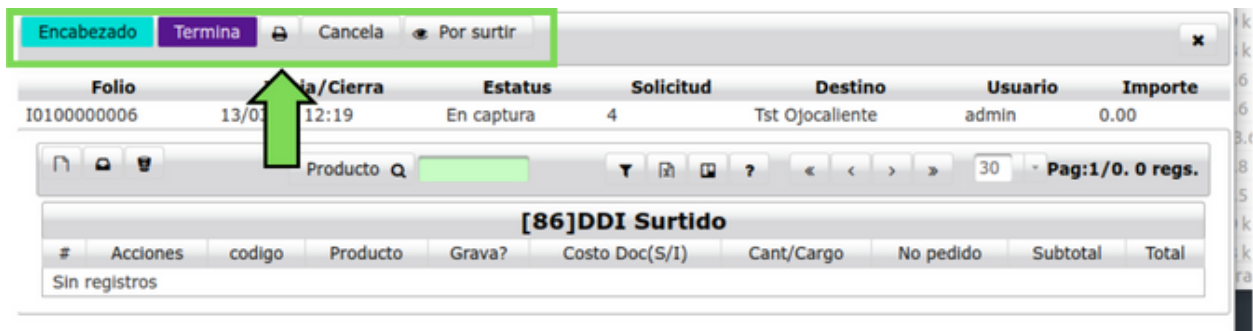 Encabezado Termina Cancela Por surtir
Folio /Cierra Estatus Solicitud Destino Usuario Importe
I0100000006 13/0 12:19 En captura 4 Tst Ojocaliente admin 0.00
Producto ? « < > » 30 Pag:1/0. 0 regs.
[86]DDI Surtido
# Acciones codigo Producto Grava? Costo Doc(S/I) Cant/Cargo No pedido Subtotal Total
Sin registros